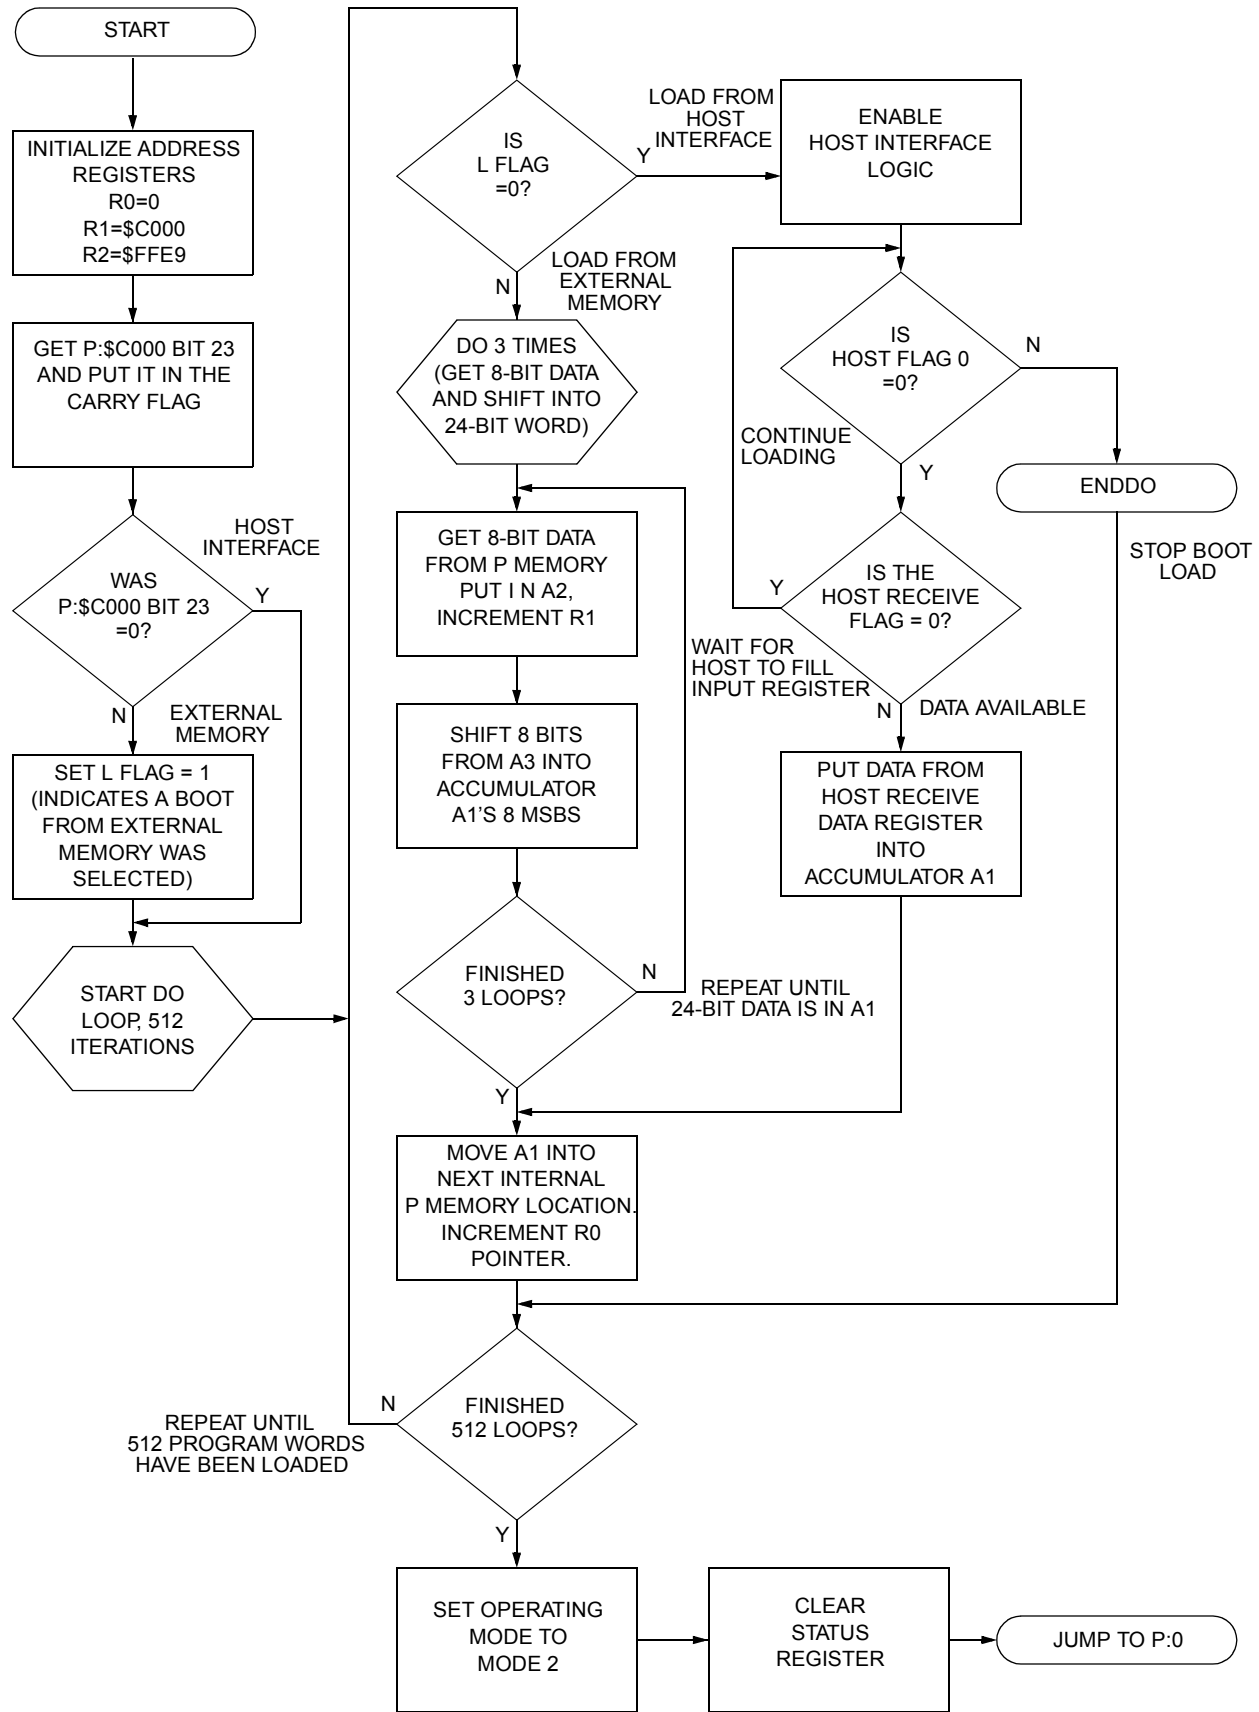 START
INITIALIZE ADDRESS
REGISTERS
R0=0
R1=$C000
R2=$FFE9
GET P:$C000 BIT 23
AND PUT IT IN THE
CARRY FLAG
HOST
INTERFACE
WAS
P:$C000 BIT 23
=0?
Y
N
EXTERNAL
MEMORY
SET L FLAG = 1
(INDICATES A BOOT
FROM EXTERNAL
MEMORY WAS
SELECTED)
START DO
LOOP, 512
ITERATIONS
IS
L FLAG
=0?
LOAD FROM
HOST
INTERFACE
Y
N
LOAD FROM
EXTERNAL
MEMORY
DO 3 TIMES
(GET 8-BIT DATA
AND SHIFT INTO
24-BIT WORD)
GET 8-BIT DATA
FROM P MEMORY
PUT I N A2,
INCREMENT R1
SHIFT 8 BITS
FROM A3 INTO
ACCUMULATOR
A1'S 8 MSBS
FINISHED
3 LOOPS?
N
REPEAT UNTIL
24-BIT DATA IS IN A1
Y
ENABLE
HOST INTERFACE
LOGIC
IS
HOST FLAG 0
=0?
N
Y
CONTINUE
LOADING
ENDDO
STOP BOOT
LOAD
IS THE
HOST RECEIVE
FLAG = 0?
Y
WAIT FOR
HOST TO FILL
INPUT REGISTER
N
DATA AVAILABLE
PUT DATA FROM
HOST RECEIVE
DATA REGISTER
INTO
ACCUMULATOR A1
MOVE A1 INTO
NEXT INTERNAL
P MEMORY LOCATION.
INCREMENT R0
POINTER.
FINISHED
512 LOOPS?
N
REPEAT UNTIL
512 PROGRAM WORDS
HAVE BEEN LOADED
Y
SET OPERATING
MODE TO
MODE 2
CLEAR
STATUS
REGISTER
JUMP TO P:0